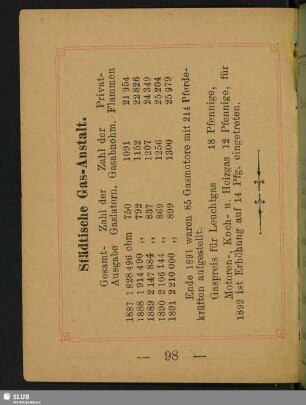 Städtische Gas-Anstalt.
Gesamt- Zahl der Zahl der Privat-
Ausgabe Gaslatern. Gasabnehm. Flammen
1887 1 828 496 cbm 750 1091 21 954
1888 1 914 490 „ 792 1152 22 826
1889 2 147 884 „ 837 1207 24 349
1890 2 106 144 „ 869 1256 25 204
1891 2 210 000 „ 899 1300 25 979
Ende 1891 waren 85 Gasmotore mit 214 Pferde-
kräften aufgestellt.
Gaspreis für Leuchtgas 18 Pfennige,
Motoren-, Koch- u. Heizgas 12 Pfennige, für
1892 ist Erhöhung auf 14 Pfg. eingetreten.
— 98 —
SLUB